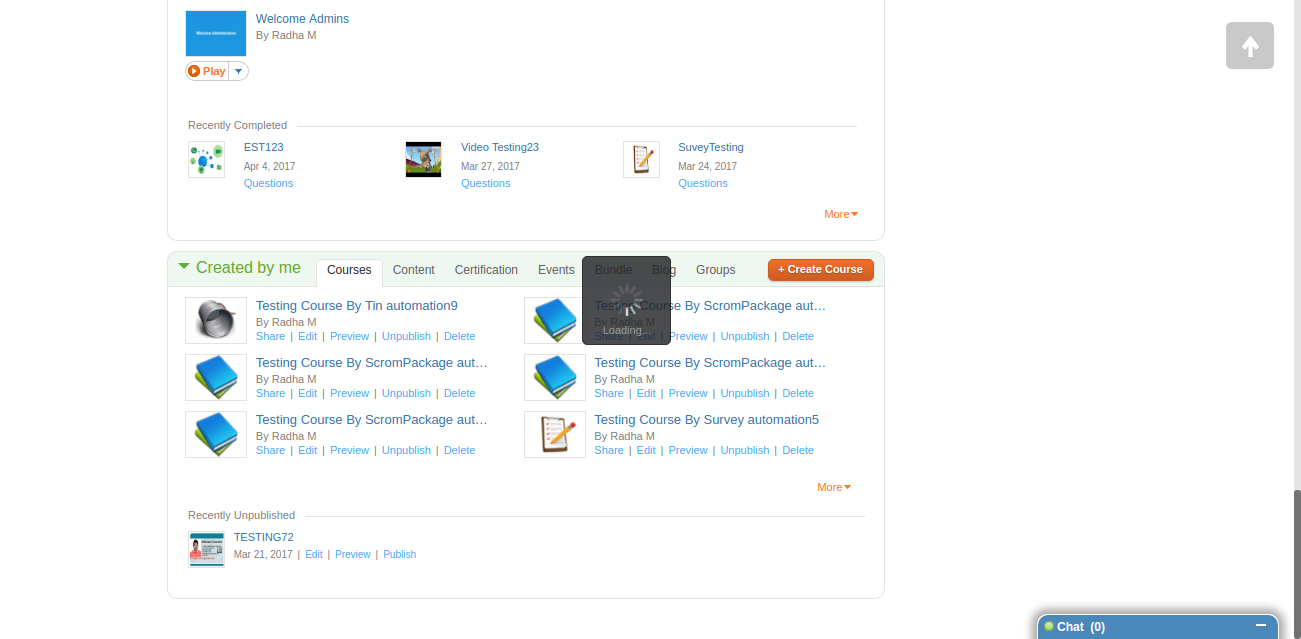 Welcome Admins
By Radha M
Play
Recently Completed
EST123
Apr 4, 2017
Questions
Video Testing23
Mar 27, 2017
Questions
SuveyTesting
Mar 24, 2017
Questions
More
Created by me
Courses Content Certification Events Bundle Blog Groups
+ Create Course
Testing Course By Tin automation9
By Radha M
Share | Edit | Preview | Unpublish | Delete
Testing Course By ScromPackage aut…
By Radha M
Share | Edit | Preview | Unpublish | Delete
Loading...
Testing Course By ScromPackage aut…
By Radha M
Share | Edit | Preview | Unpublish | Delete
Testing Course By ScromPackage aut…
By Radha M
Share | Edit | Preview | Unpublish | Delete
Testing Course By ScromPackage aut…
By Radha M
Share | Edit | Preview | Unpublish | Delete
Testing Course By Survey automation5
By Radha M
Share | Edit | Preview | Unpublish | Delete
More
Recently Unpublished
TESTING72
Mar 21, 2017 | Edit | Preview | Publish
Chat (0)